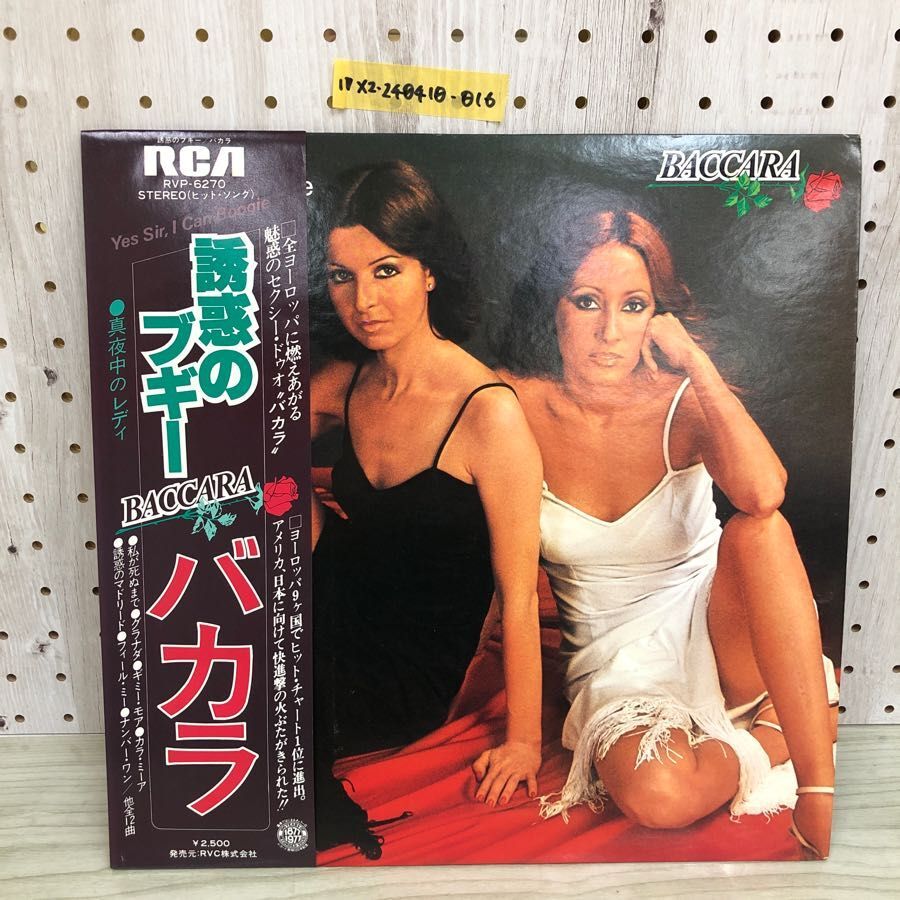 17X2-240410-016
誘惑のブギー/バカラ
RCA
RVP-6270
STEREO(ヒット・ソング)
Yes Sir, I Can Boogie
e
BACCARA
□全ヨーロッパに燃えあがる
魅惑のセクシー・ドゥオ“バカラ”
誘惑の
ブギー
●真夜中のレディ
BACCARA
バカラ
□ヨーロッパ9ヶ国でヒット・チャート1位に進出。
アメリカ、日本に向けて快進撃の火ぶたがきられた!!
●私が死ぬまで●グラナダ●ギミー・モア●カラ・ミーア
●誘惑のマドリード●フィール・ミー●ナンバー・ワン/他全12曲
¥2,500
発売元:RVC株式会社
1877
1977